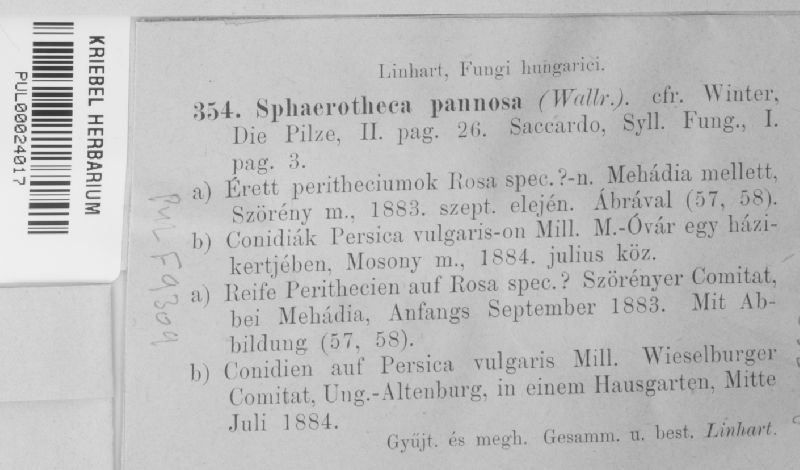 KRIEBEL HERBARIUM
PUL00024017
PUL F9309
Linhart, Fungi hungarici.
354. Sphaerotheca pannosa (Wallr.). cfr. Winter,
Die Pilze, II. pag. 26. Saccardo, Syll. Fung., I.
pag. 3.
a) Érett peritheciumok Rosa spec.?-n. Mehádia mellett,
Szörény m., 1883. szept. elején. Ábrával (57, 58).
b) Conidiák Persica vulgaris-on Mill. M.-Óvár egy házi-
kertjében, Mosony m., 1884. julius köz.
a) Reife Perithecien auf Rosa spec.? Szörényer Comitat,
bei Mehádia, Anfangs September 1883. Mit Ab-
bildung (57, 58).
b) Conidien auf Persica vulgaris Mill. Wieselburger
Comitat, Ung.-Altenburg, in einem Hausgarten, Mitte
Juli 1884.
Gyűjt. és megh. Gesamm. u. best. Linhart.